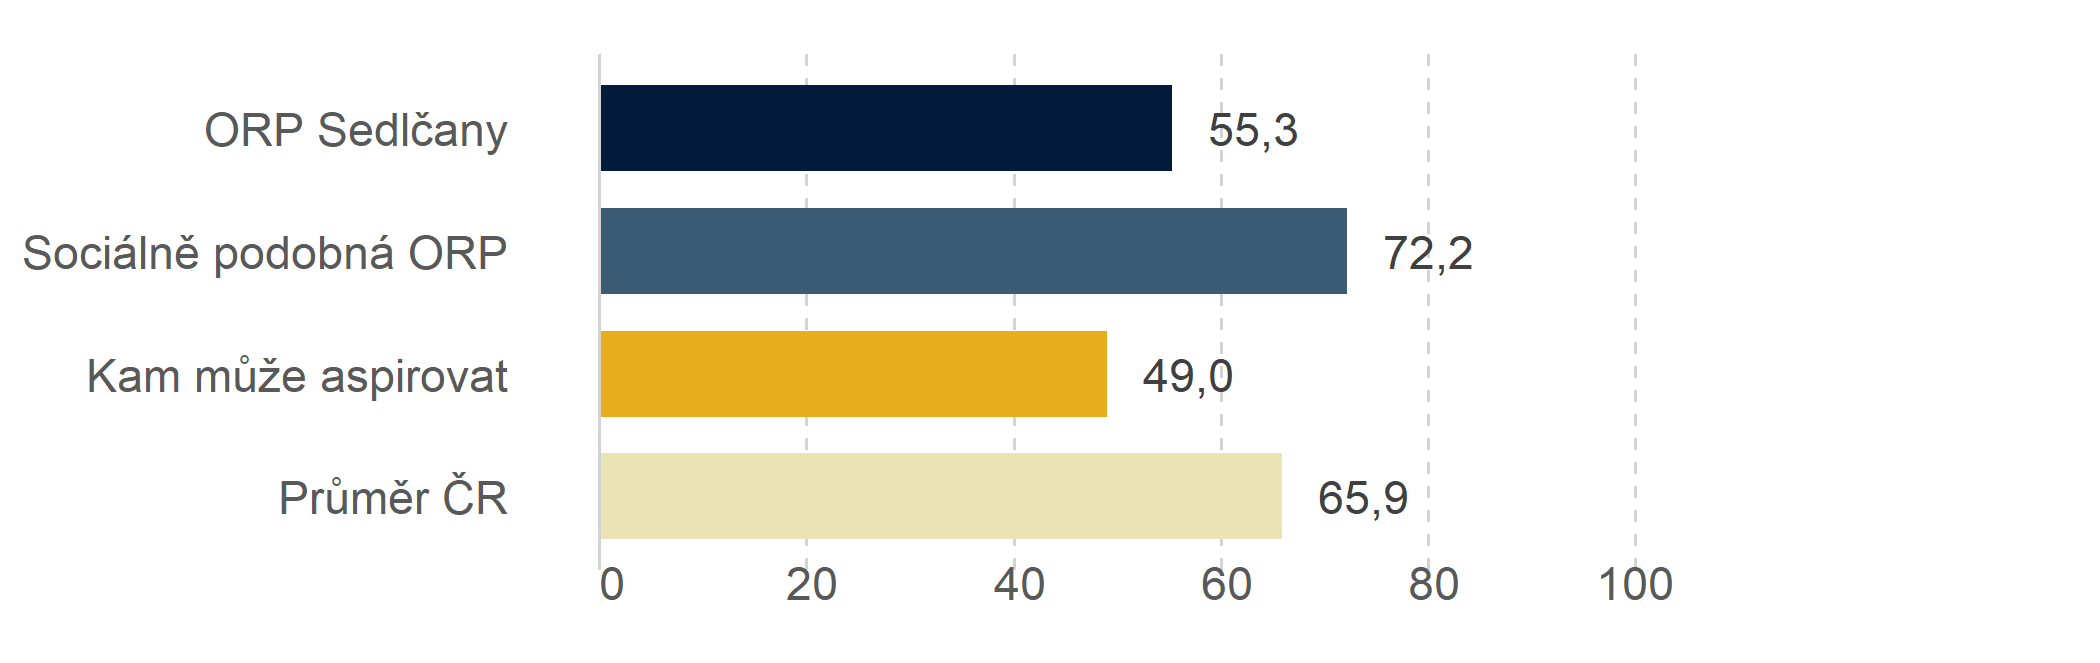 ORP Sedlčany 55,3
Sociálně podobná ORP 72,2
Kam může aspirovat 49,0
Průměr ČR 65,9
0 20 40 60 80 100